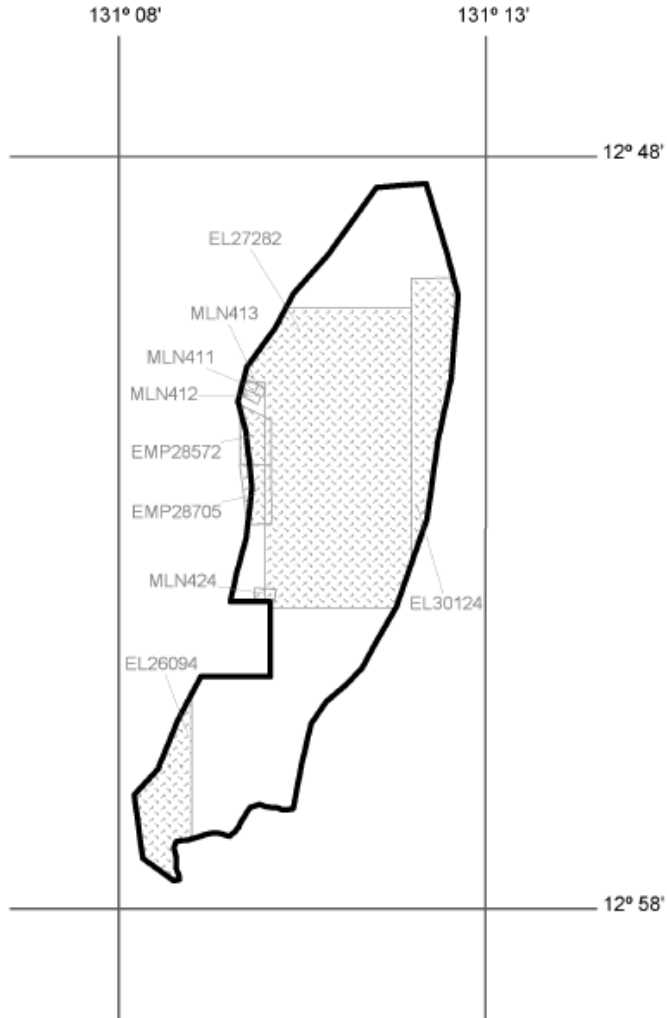 131º 08' 131º 13'
12º 48'
EL27282
MLN413
MLN411
MLN412
EMP28572
EMP28705
MLN424
EL30124
EL26094
12º 58'